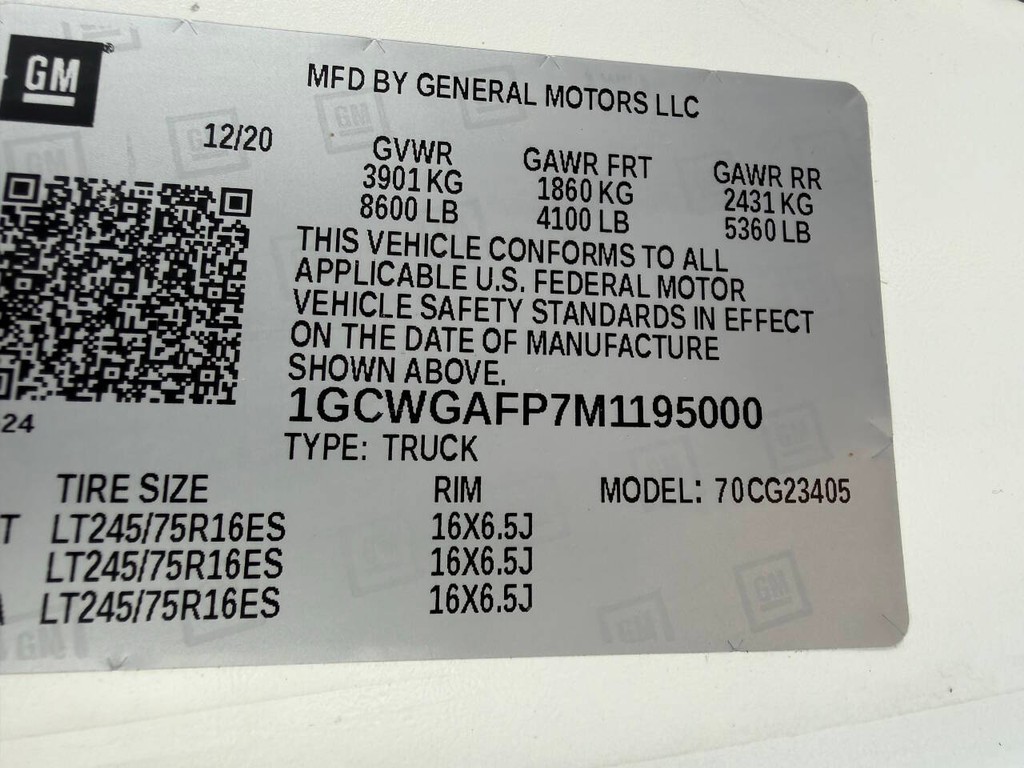 GM
MFD BY GENERAL MOTORS LLC
12/20
GVWR GAWR FRT GAWR RR
3901 KG 1860 KG 2431 KG
8600 LB 4100 LB 5360 LB
THIS VEHICLE CONFORMS TO ALL
APPLICABLE U.S. FEDERAL MOTOR
VEHICLE SAFETY STANDARDS IN EFFECT
ON THE DATE OF MANUFACTURE
SHOWN ABOVE.
24
1GCWGAFP7M1195000
TYPE: TRUCK
TIRE SIZE RIM MODEL: 70CG23405
T LT245/75R16ES 16X6.5J
LT245/75R16ES 16X6.5J
LT245/75R16ES 16X6.5J